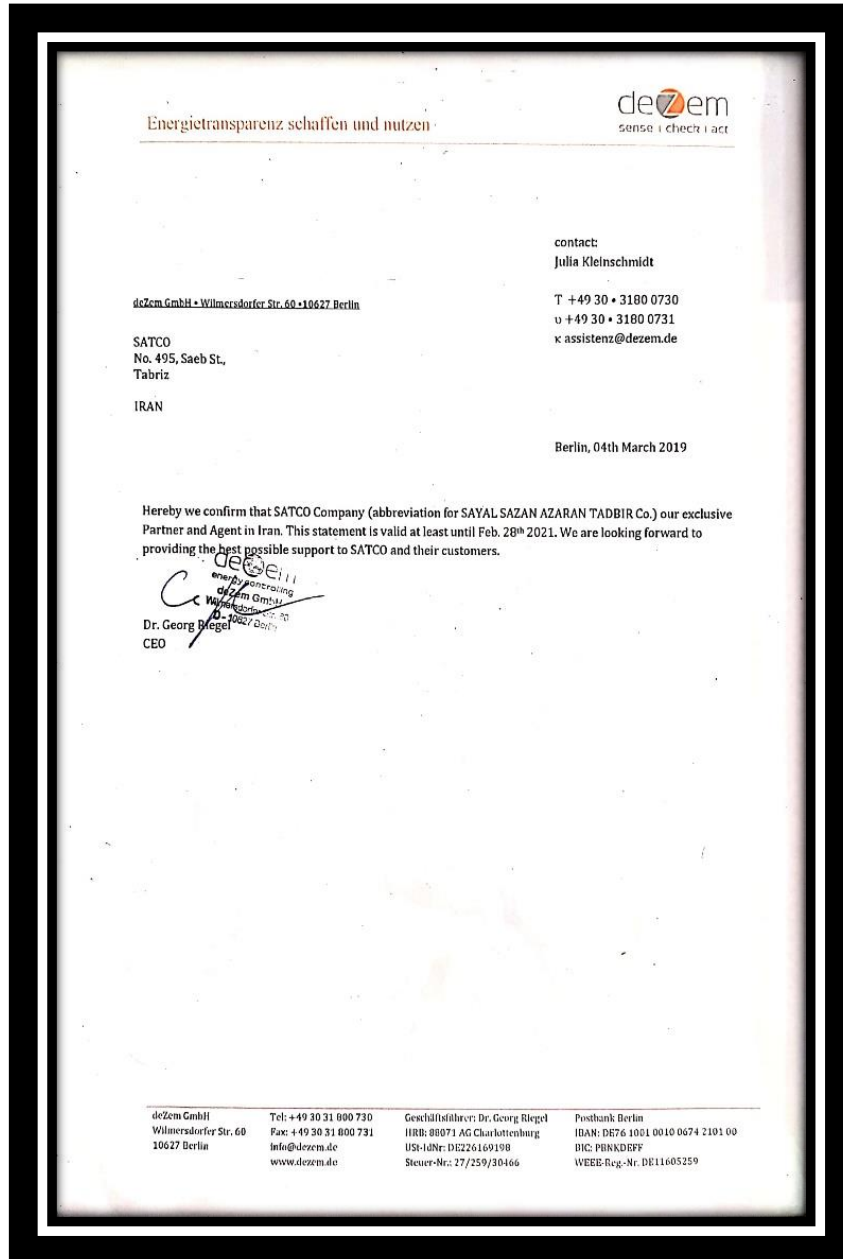 Energietransparenz schaffen und nutzen
deZem
sense | check | act
contact:
Julia Kleinschmidt
deZem GmbH • Wilmersdorfer Str. 60 • 10627 Berlin
T +49 30 • 3180 0730
υ +49 30 • 3180 0731
κ assistenz@dezem.de
SATCO
No. 495, Saeb St.,
Tabriz
IRAN
Berlin, 04th March 2019
Hereby we confirm that SATCO Company (abbreviation for SAYAL SAZAN AZARAN TADBIR Co.) our exclusive
Partner and Agent in Iran. This statement is valid at least until Feb. 28th 2021. We are looking forward to
providing the best possible support to SATCO and their customers.
deZem
energy controlling
deZem GmbH
Wilmersdorfer Str. 60
D-10627 Berlin
Dr. Georg Riegel
CEO
deZem GmbH
Wilmersdorfer Str. 60
10627 Berlin
Tel: +49 30 31 800 730
Fax: +49 30 31 800 731
info@dezem.de
www.dezem.de
Geschäftsführer: Dr. Georg Riegel
HRB: 88071 AG Charlottenburg
USt-IdNr: DE226169198
Steuer-Nr.: 27/259/30466
Postbank Berlin
IBAN: DE76 1001 0010 0674 2101 00
BIC: PBNKDEFF
WEEE-Reg.-Nr. DE11605259